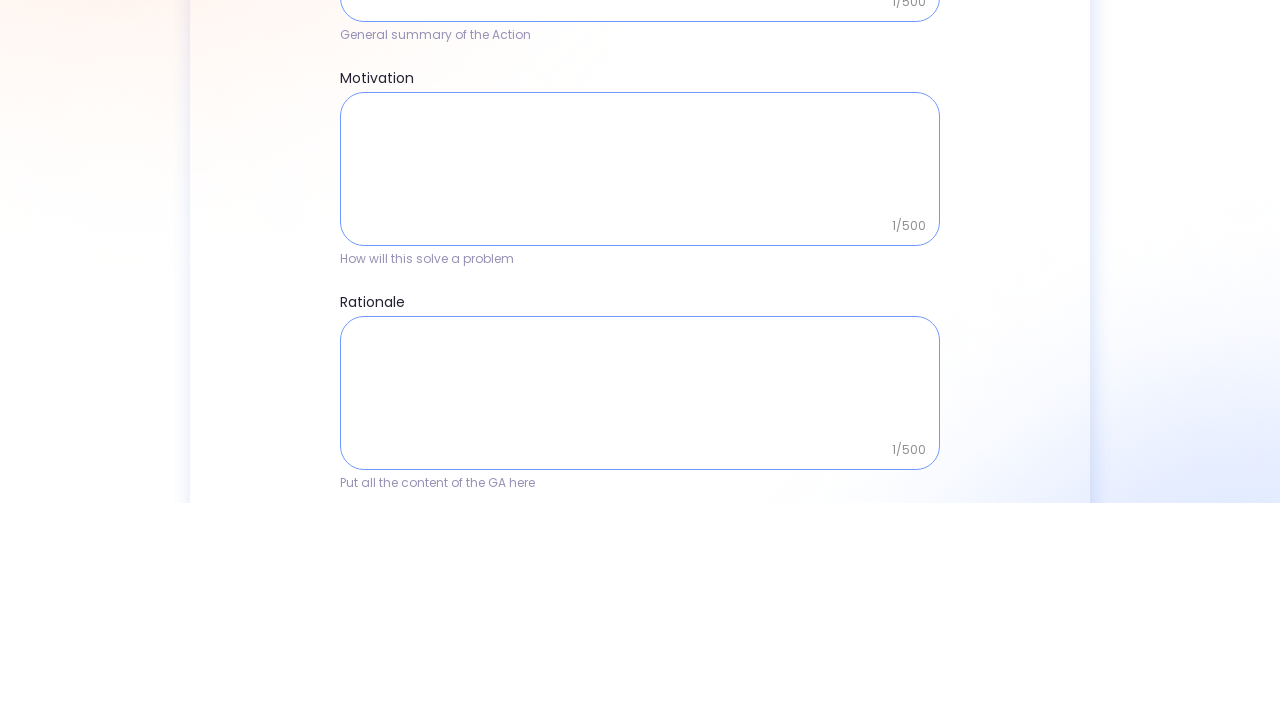 1/500
General summary of the Action
Motivation
1/500
How will this solve a problem
Rationale
1/500
Put all the content of the GA here